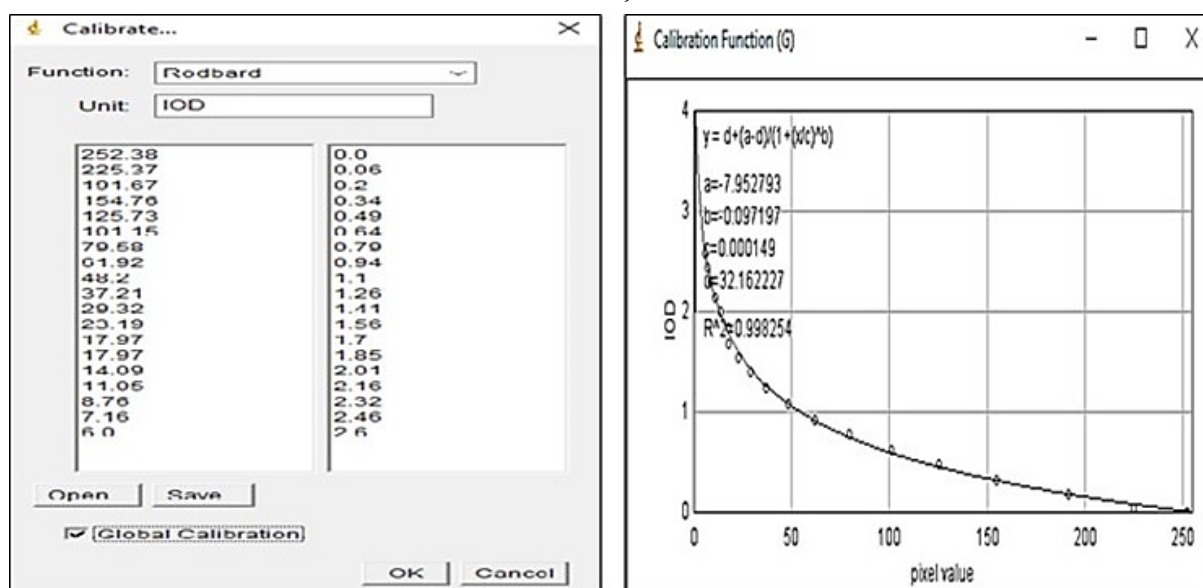 Calibrate...
Function: Rodbard
Unit: IOD
252.38 0.0
225.37 0.06
191.67 0.2
154.76 0.34
125.73 0.49
101.15 0.64
79.58 0.79
61.92 0.94
48.2 1.1
37.21 1.26
29.32 1.41
23.19 1.56
17.97 1.7
17.97 1.85
14.09 2.01
11.05 2.16
8.76 2.32
7.16 2.46
6.0 2.6
Open Save
Global Calibration
OK Cancel
Calibration Function (G)
4
y = d+(a-d)/(1+(x/c)^b)
a=-7.952793
3
b=-0.097197
c=0.000149
d=32.162227
2
IOD
R^2=0.998254
1
0
0 50 100 150 200 250
pixel value